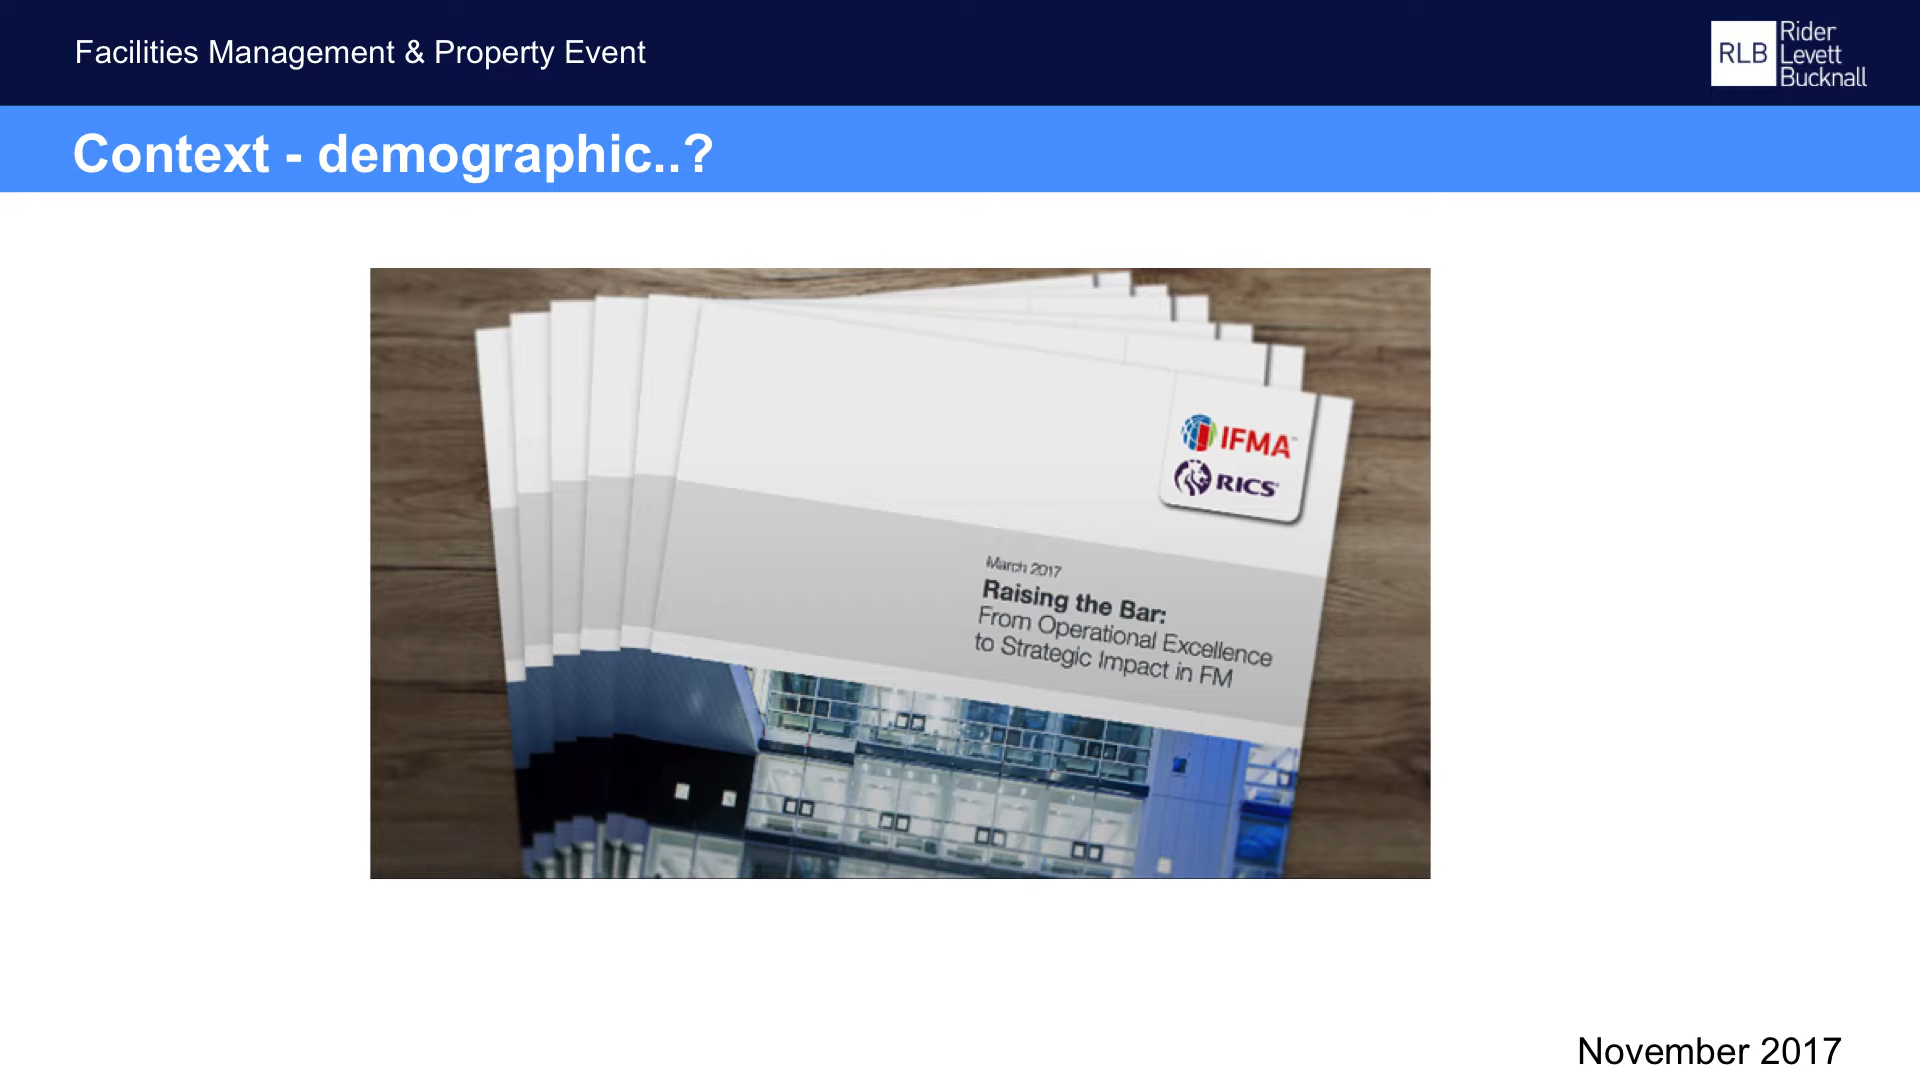 Facilities Management & Property Event
RLB
Rider
Levett
Bucknall
Context - demographic..?
IFMA™
RICS®
March 2017
Raising the Bar:
From Operational Excellence
to Strategic Impact in FM
November 2017